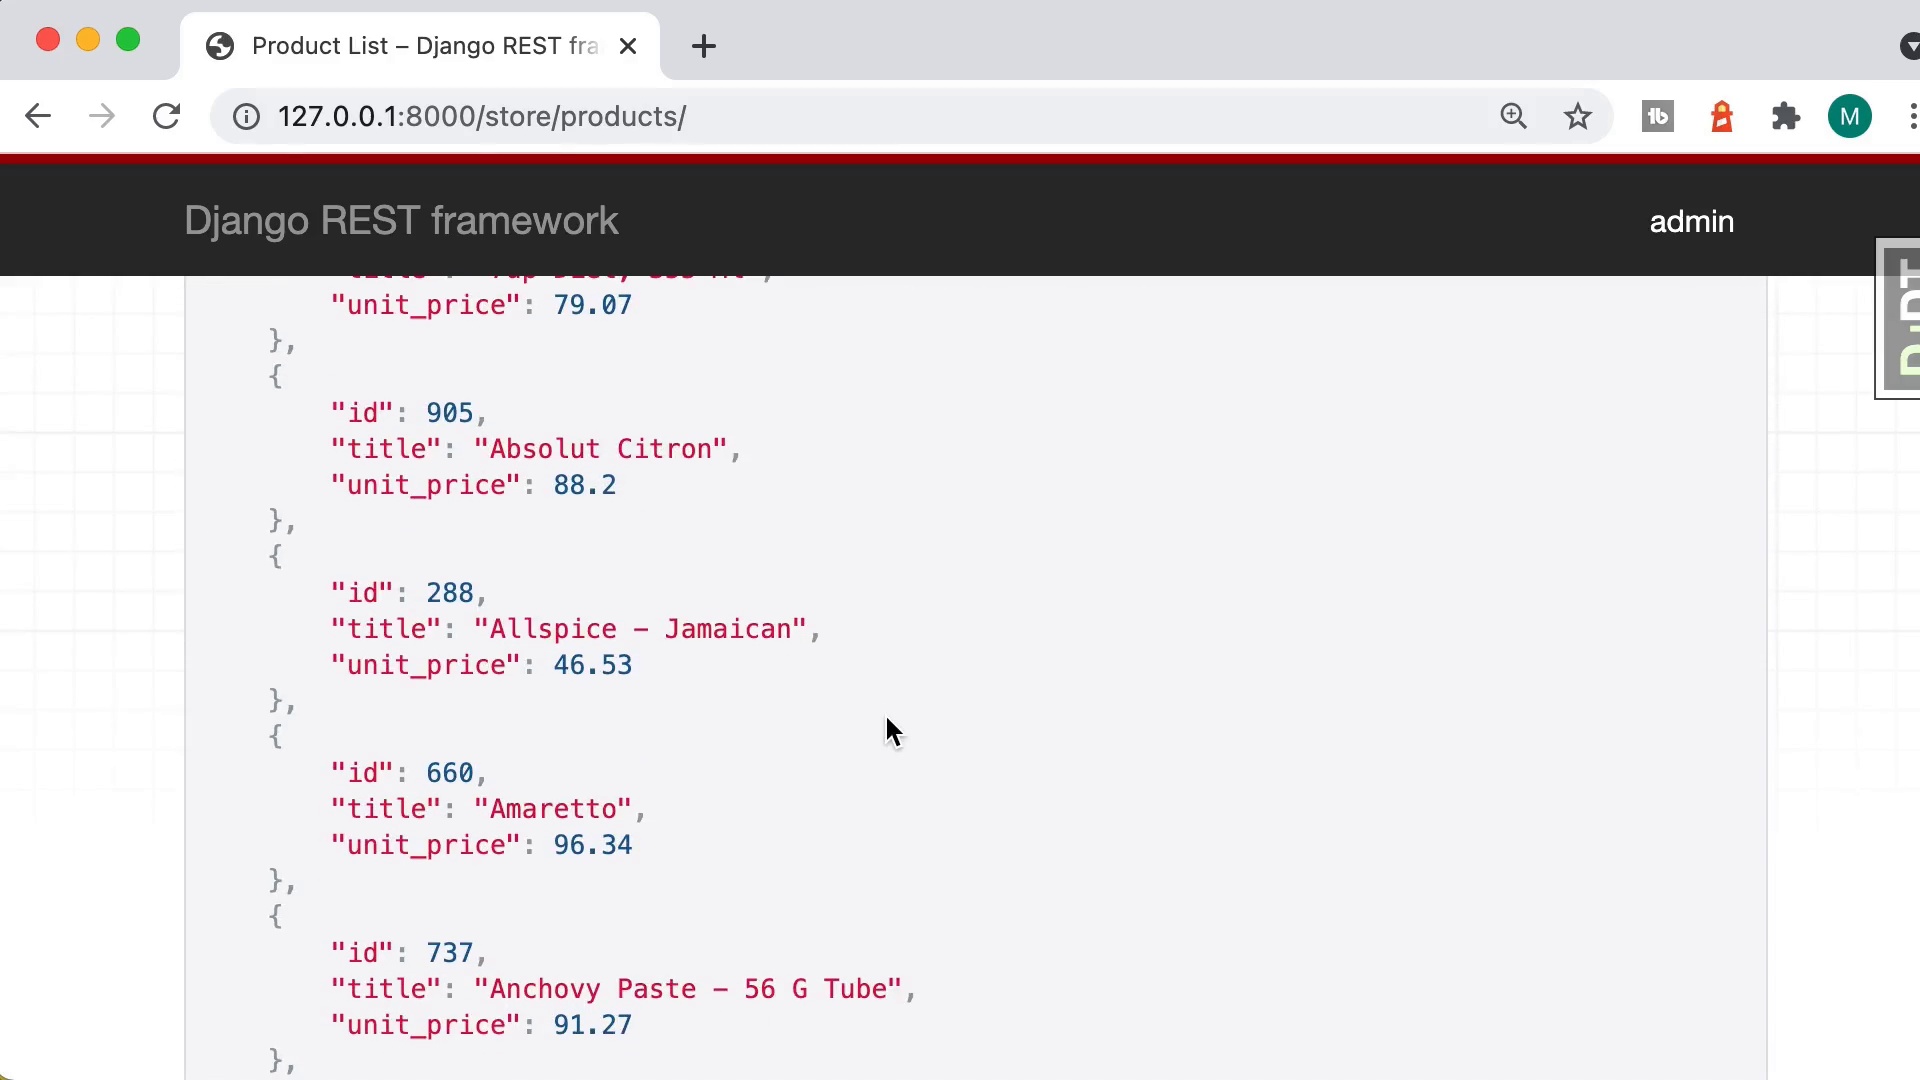 Product List – Django REST fra
127.0.0.1:8000/store/products/
M
Django REST framework
admin
"unit_price": 79.07
},
{
"id": 905,
"title": "Absolut Citron",
"unit_price": 88.2
},
{
"id": 288,
"title": "Allspice – Jamaican",
"unit_price": 46.53
},
{
"id": 660,
"title": "Amaretto",
"unit_price": 96.34
},
{
"id": 737,
"title": "Anchovy Paste – 56 G Tube",
"unit_price": 91.27
},